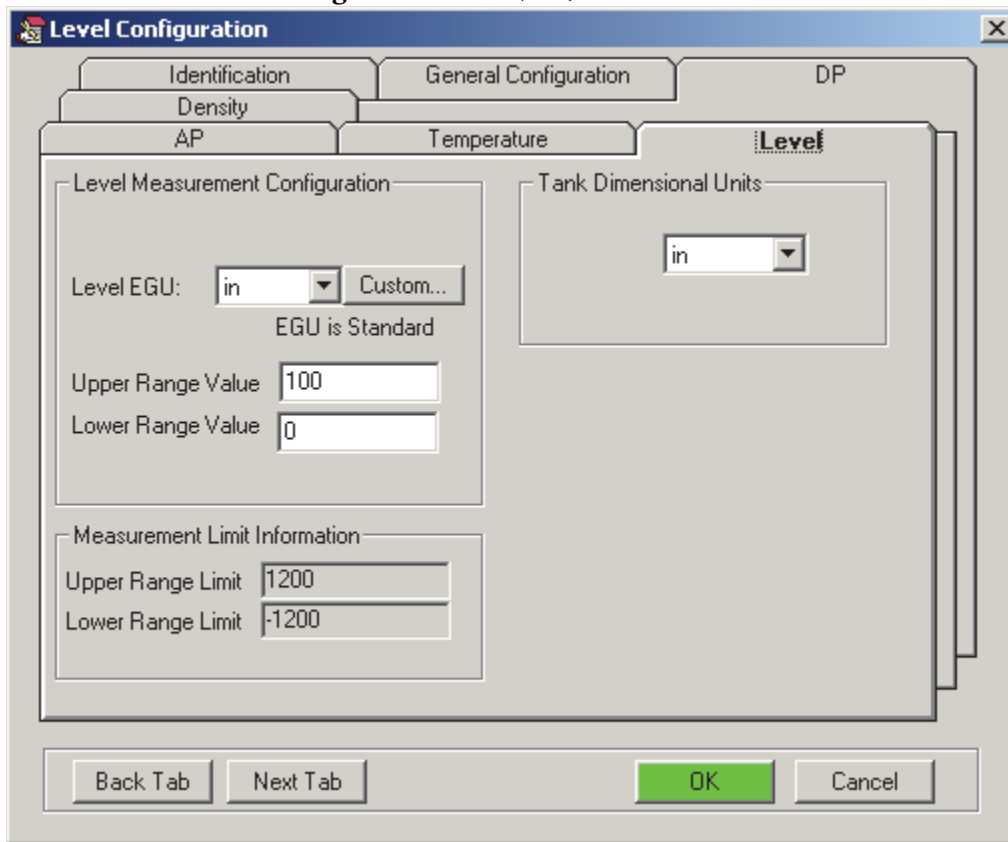 Level Configuration
Identification
General Configuration
DP
Density
AP
Temperature
Level
Level Measurement Configuration
Level EGU: in Custom...
EGU is Standard
Upper Range Value 100
Lower Range Value 0
Tank Dimensional Units
in
Measurement Limit Information
Upper Range Limit 1200
Lower Range Limit -1200
Back Tab
Next Tab
OK
Cancel